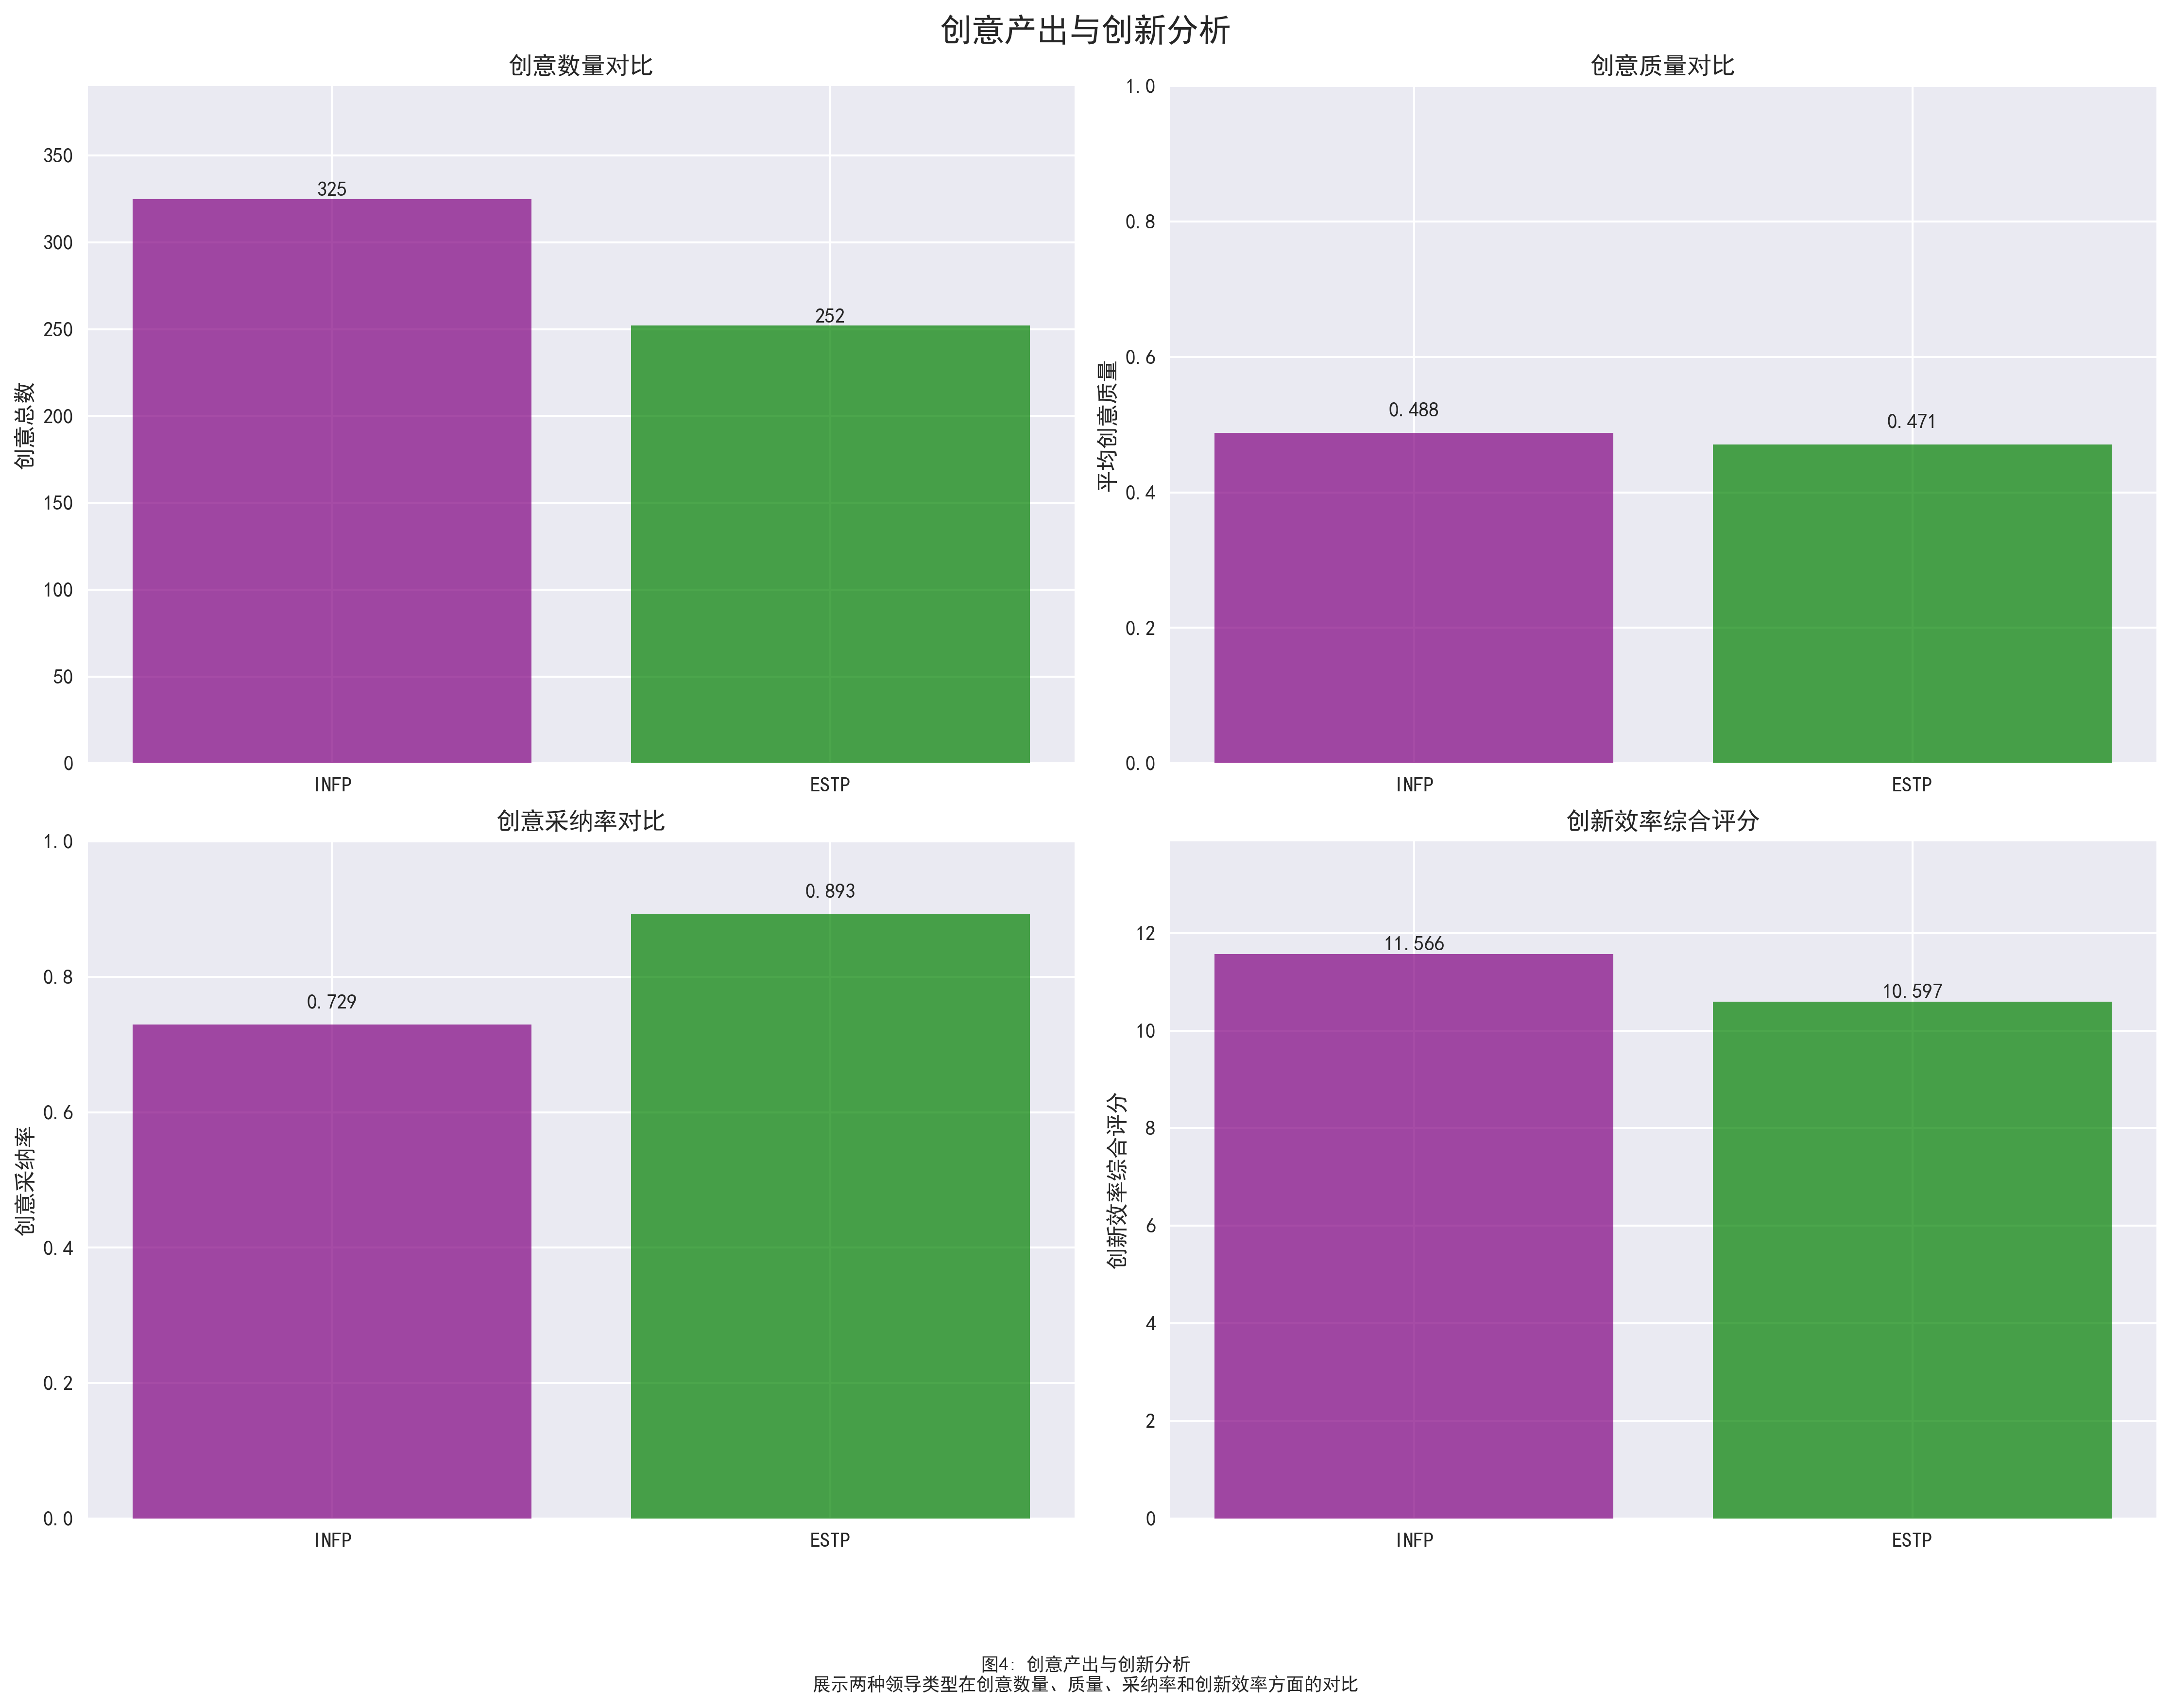 创意产出与创新分析
创意数量对比
创意总数
350
300
250
200
150
100
50
0
325
252
INFP
ESTP
创意质量对比
平均创意质量
1.0
0.8
0.6
0.4
0.2
0.0
0.488
0.471
INFP
ESTP
创意采纳率对比
创意采纳率
1.0
0.8
0.6
0.4
0.2
0.0
0.729
0.893
INFP
ESTP
创新效率综合评分
创新效率综合评分
12
10
8
6
4
2
0
11.566
10.597
INFP
ESTP
图4: 创意产出与创新分析
展示两种领导类型在创意数量、质量、采纳率和创新效率方面的对比